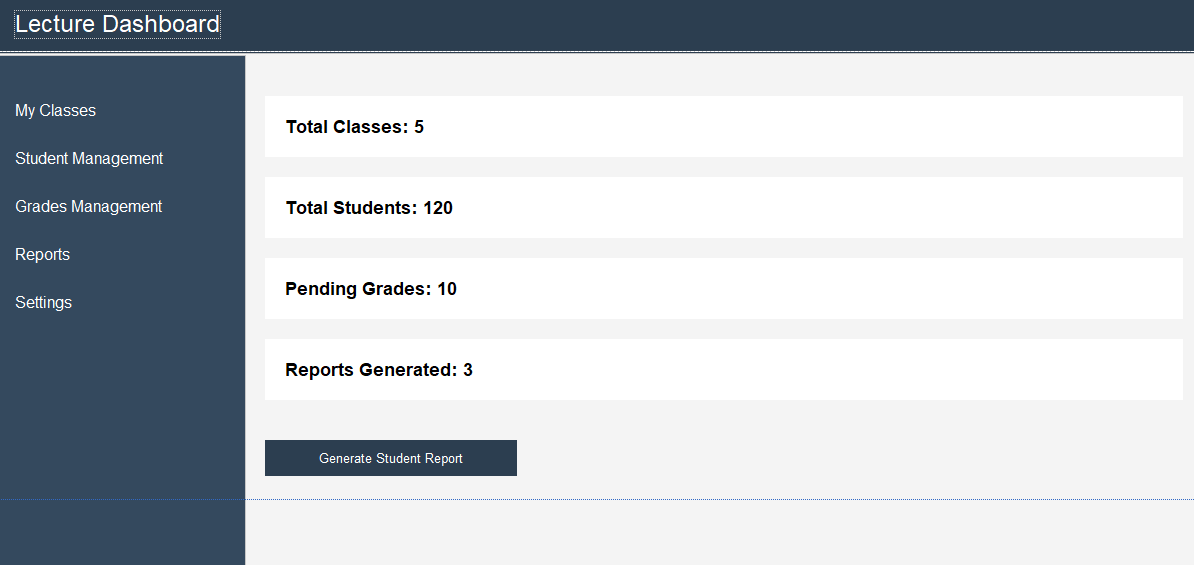 Lecture Dashboard
My Classes
Student Management
Grades Management
Reports
Settings
Total Classes: 5
Total Students: 120
Pending Grades: 10
Reports Generated: 3
Generate Student Report